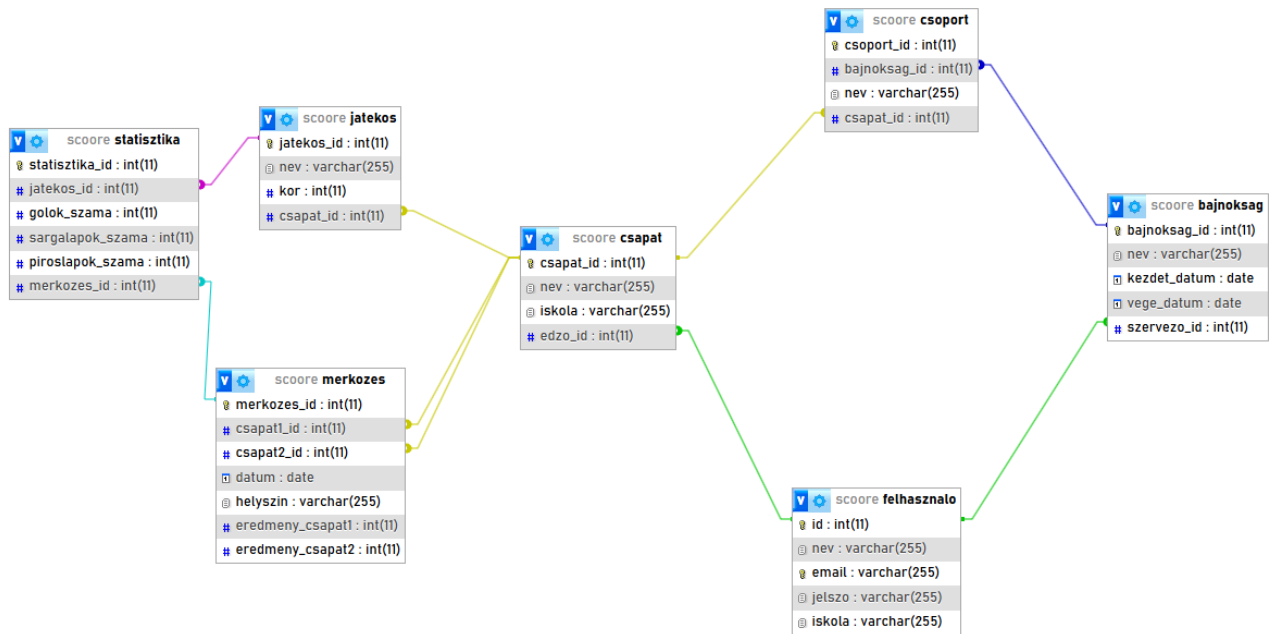 scoore csoport
csoport_id : int(11)
bajnoksag_id : int(11)
nev : varchar(255)
csapat_id : int(11)
scoore jatekos
jatekos_id : int(11)
nev : varchar(255)
kor : int(11)
csapat_id : int(11)
scoore statisztika
statisztika_id : int(11)
jatekos_id : int(11)
golok_szama : int(11)
sargalapok_szama : int(11)
piroslapok_szama : int(11)
merkozes_id : int(11)
scoore bajnoksag
bajnoksag_id : int(11)
nev : varchar(255)
kezdet_datum : date
vege_datum : date
szervezo_id : int(11)
scoore csapat
csapat_id : int(11)
nev : varchar(255)
iskola : varchar(255)
edzo_id : int(11)
scoore merkozes
merkozes_id : int(11)
csapat1_id : int(11)
csapat2_id : int(11)
datum : date
helyszin : varchar(255)
eredmeny_csapat1 : int(11)
eredmeny_csapat2 : int(11)
scoore felhasznalo
id : int(11)
nev : varchar(255)
email : varchar(255)
jelszo : varchar(255)
iskola : varchar(255)